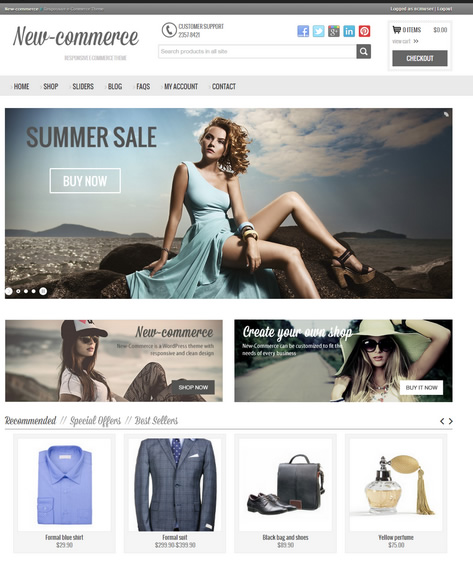 New-commerce / Responsive e-Commerce Theme
Logged as acmeses | Logout
New-commerce
RESPONSIVE E-COMMERCE THEME
CUSTOMER SUPPORT
2357-8421
Search products in all site
0 ITEMS $0.00
view cart >>
CHECKOUT
HOME SHOP SLIDERS BLOG FAQS MY ACCOUNT CONTACT
SUMMER SALE
BUY NOW
New-commerce
New-Commerce is a WordPress theme with
responsive and clean design
SHOP NOW
Create your own shop
New-Commerce can be customized to fit the
needs of every business
BUY IT NOW
Recommended // Special Offers // Best Sellers
Formal blue shirt
$29.90
Formal suit
$299.90-$399.90
Black bag and shoes
$89.90
Yellow perfume
$75.00